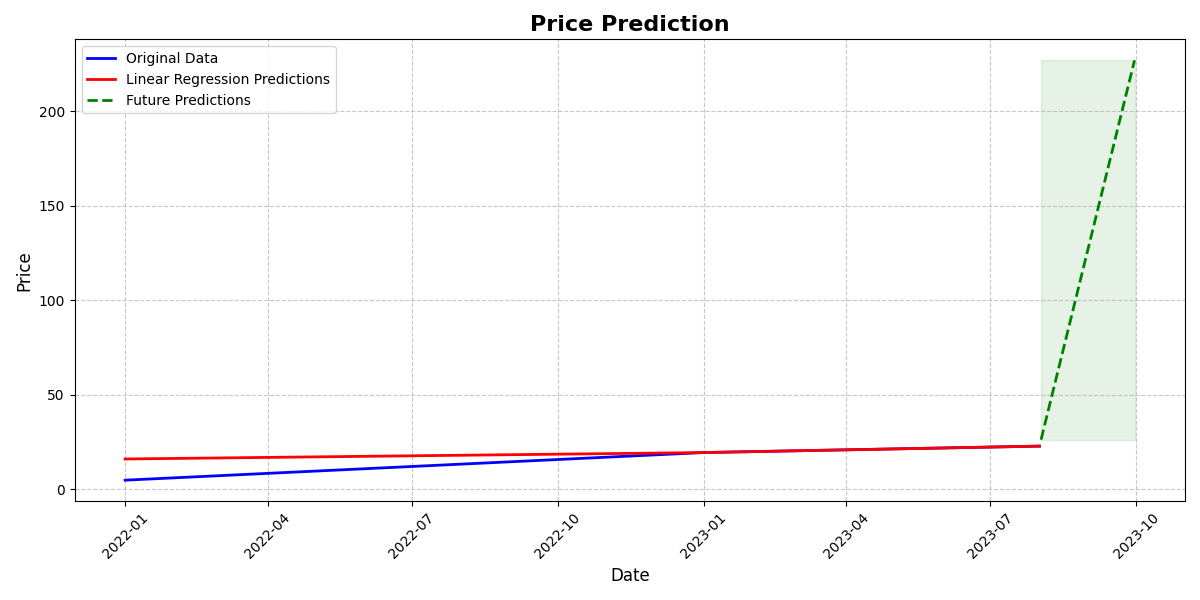 Price Prediction
Original Data
Linear Regression Predictions
Future Predictions
Price
200
150
100
50
0
2022-01
2022-04
2022-07
2022-10
2023-01
2023-04
2023-07
2023-10
Date